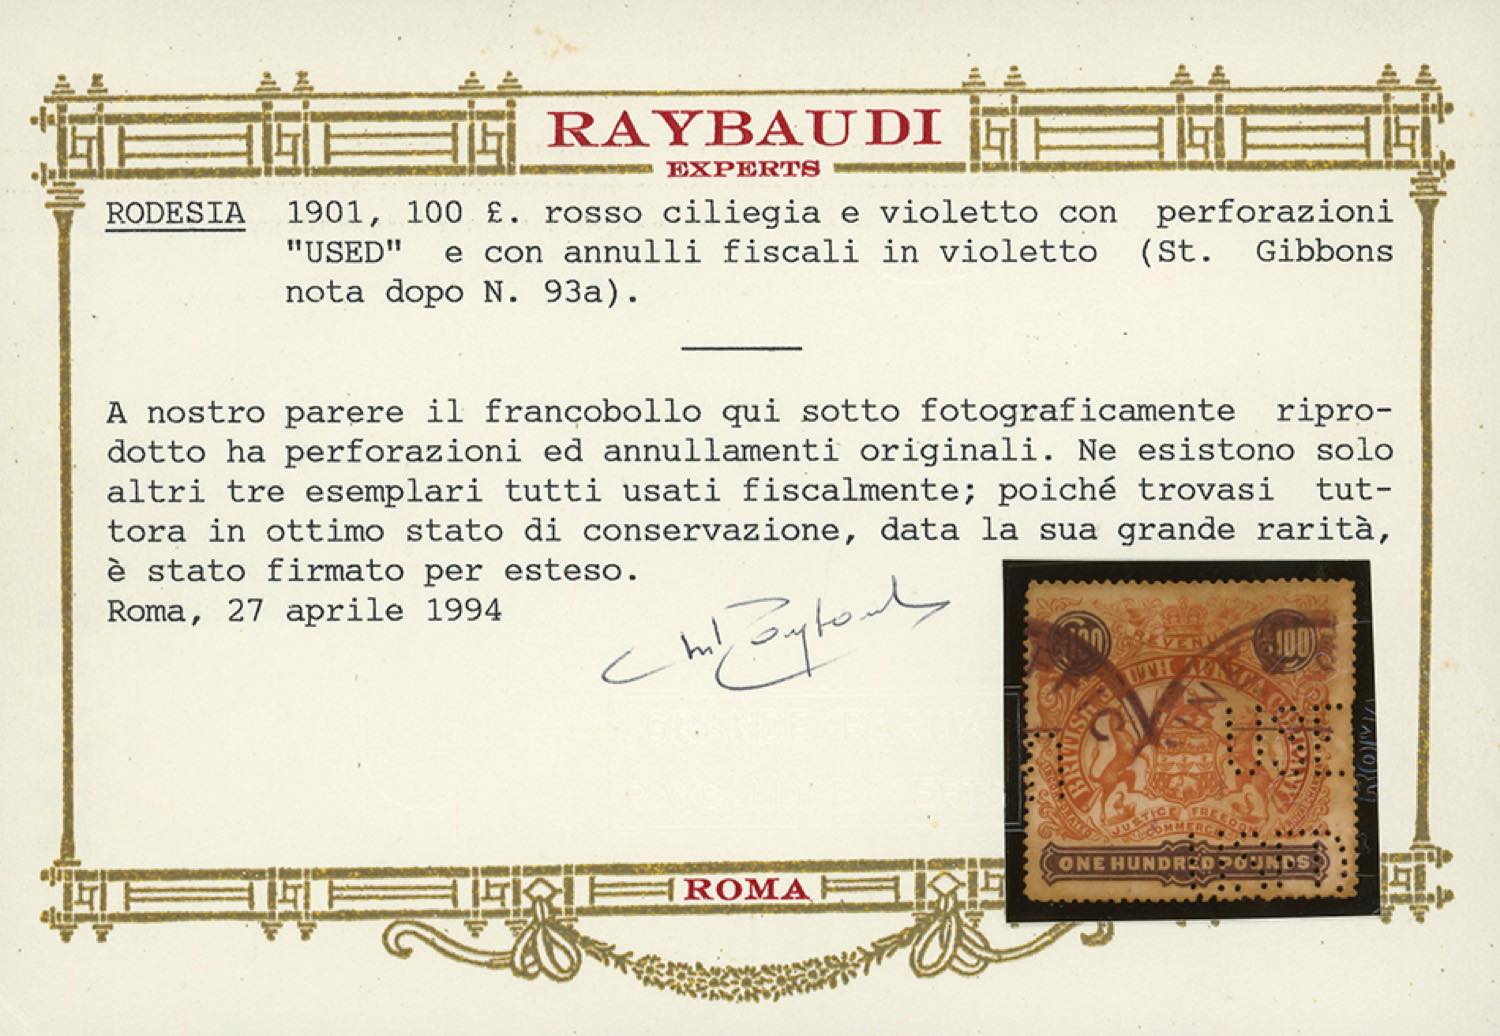 RAYBAUDI
EXPERTS
RODESIA 1901, 100 £. rosso ciliegia e violetto con perforazioni
"USED" e con annulli fiscali in violetto (St. Gibbons
nota dopo N. 93a).
A nostro parere il francobollo qui sotto fotograficamente ripro-
dotto ha perforazioni ed annullamenti originali. Ne esistono solo
altri tre esemplari tutti usati fiscalmente; poiché trovasi tut-
tora in ottimo stato di conservazione, data la sua grande rarità,
è stato firmato per esteso.
Roma, 27 aprile 1994
£100 REVENUE £100
BRITISH
JUSTICE FREEDOM
COMMERCE
ONE HUNDRED POUNDS
ROMA